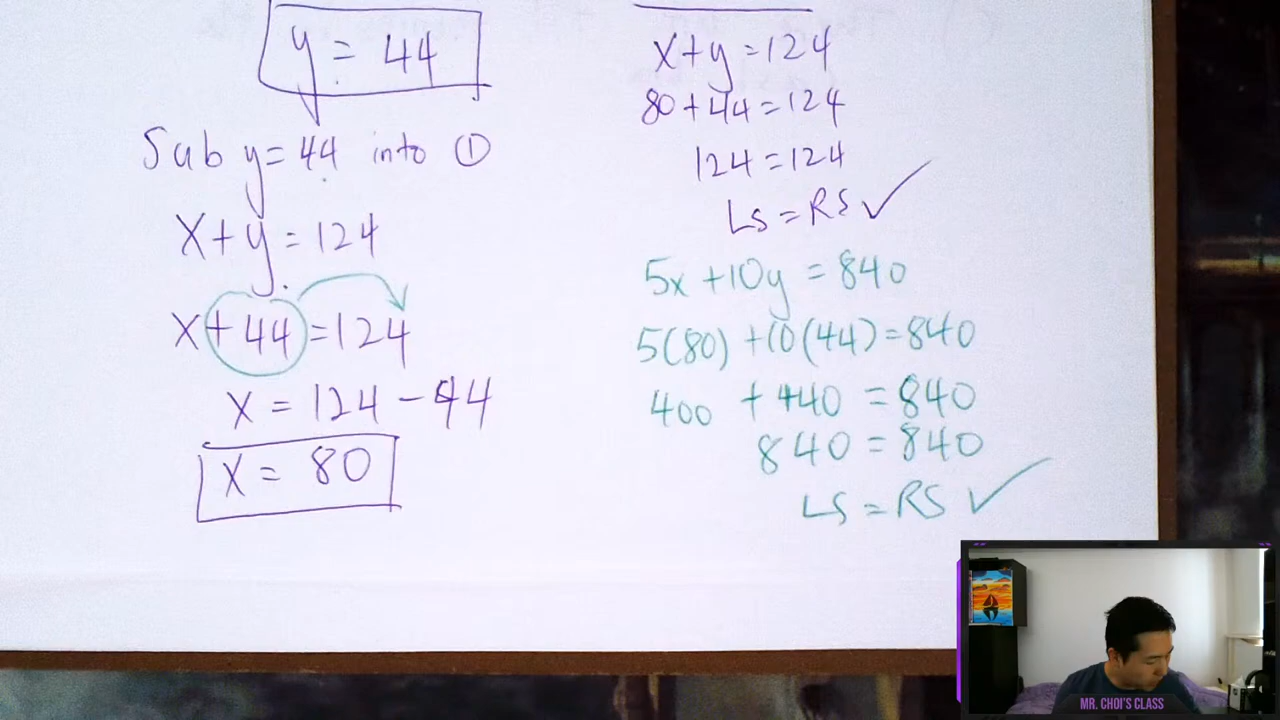 y = 44
Sub y=44 into ①
x+y=124
x+44=124
x = 124-44
x = 80
x+y=124
80+44=124
124=124
LS=RS ✓
5x+10y=840
5(80)+10(44)=840
400+440=840
840=840
LS=RS ✓
MR. CHOI'S CLASS